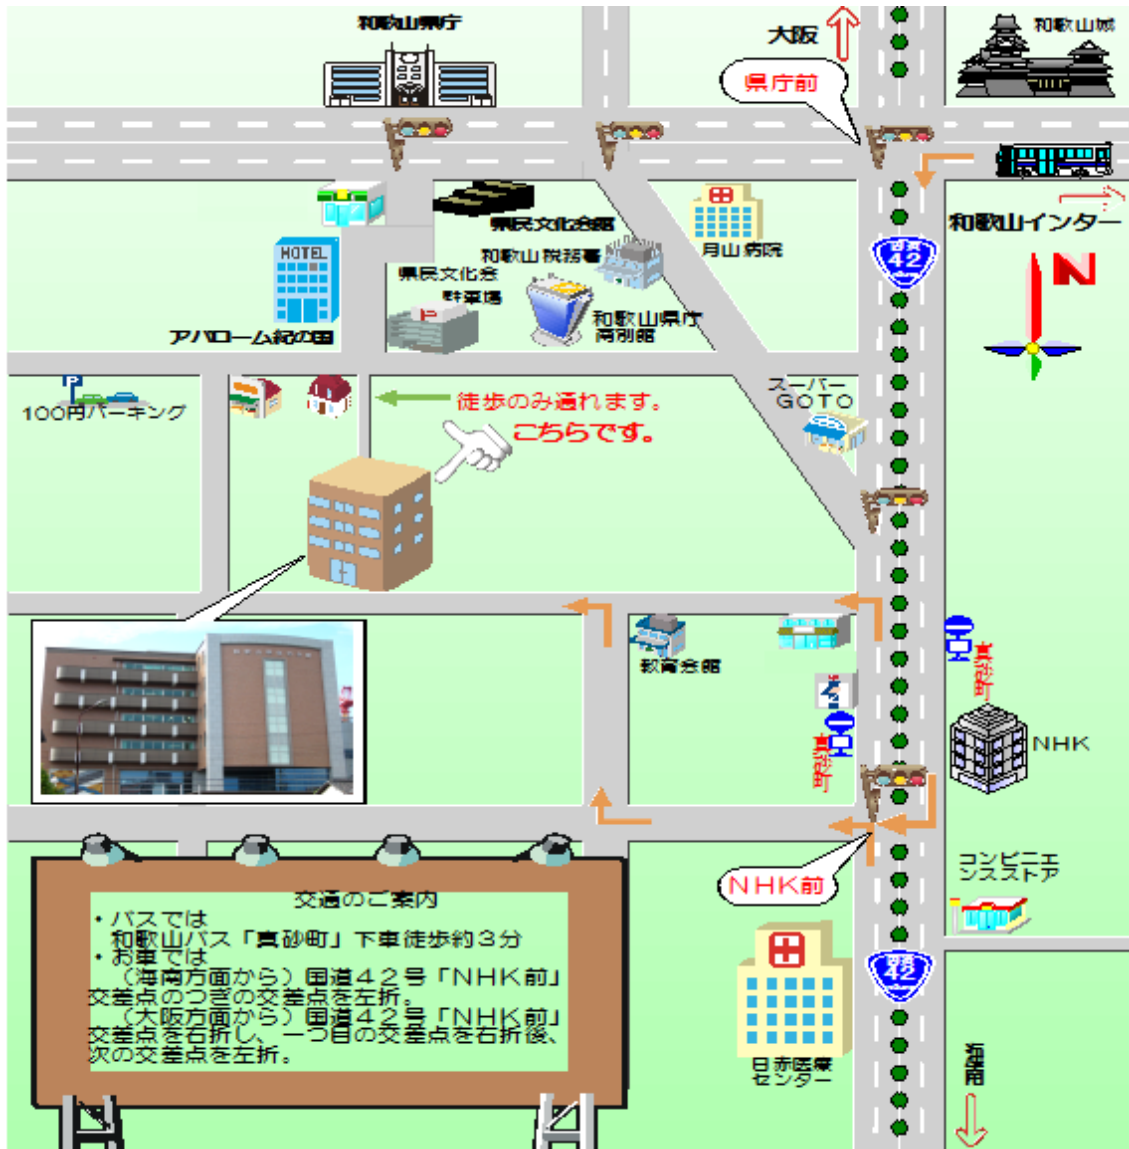 和歌山県庁
大阪
和歌山城
県庁前
県民文化会館
和歌山税務署
月山病院
和歌山インター
国道
42
N
HOTEL
県民文化会
駐車場
P
和歌山県庁
南別館
アバローム紀の国
P
100円パーキング
徒歩のみ通れます。
こちらです。
スーパー
GOTO
教育会館
真砂町
真砂町
NHK
NHK前
コンビニエ
ンスストア
国道
42
日赤医療
センター
海南
交通のご案内
・バスでは
和歌山バス「真砂町」下車徒歩約3分
・お車では
（海南方面から）国道42号「NHK前」
交差点のつぎの交差点を左折。
（大阪方面から）国道42号「NHK前」
交差点を右折し、一つ目の交差点を右折後、
次の交差点を左折。